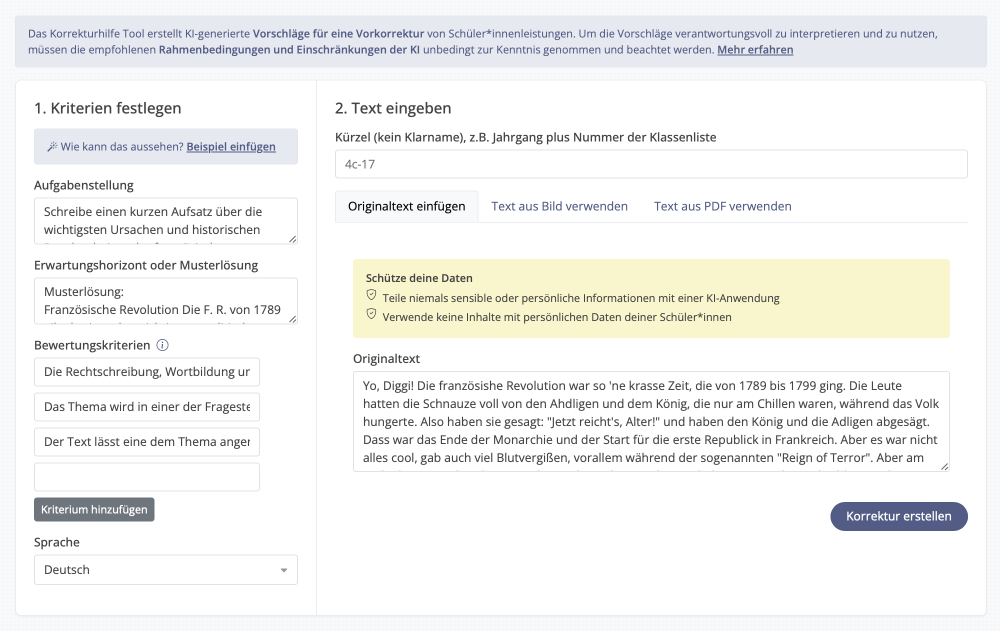 Das Korrekturhilfe Tool erstellt KI-generierte Vorschläge für eine Vorkorrektur von Schüler*innenleistungen. Um die Vorschläge verantwortungsvoll zu interpretieren und zu nutzen,
müssen die empfohlenen Rahmenbedingungen und Einschränkungen der KI unbedingt zur Kenntnis genommen und beachtet werden. Mehr erfahren
1. Kriterien festlegen
Wie kann das aussehen? Beispiel einfügen
Aufgabenstellung
Schreibe einen kurzen Aufsatz über die
wichtigsten Ursachen und historischen
Erwartungshorizont oder Musterlösung
Musterlösung:
Französische Revolution Die F. R. von 1789
Bewertungskriterien
Die Rechtschreibung, Wortbildung
Das Thema wird in einer der
Der Text lässt eine dem Thema
Kriterium hinzufügen
Sprache
Deutsch
2. Text eingeben
Kürzel (kein Klarname), z.B. Jahrgang plus Nummer der Klassenliste
4c-17
Originaltext einfügen
Text aus Bild verwenden
Text aus PDF verwenden
Schütze deine Daten
Teile niemals sensible oder persönliche Informationen mit einer KI-Anwendung
Verwende keine Inhalte mit persönlichen Daten deiner Schüler*innen
Originaltext
Yo, Diggi! Die französishe Revolution war so 'ne krasse Zeit, die von 1789 bis 1799 ging. Die Leute
hatten die Schnauze voll von den Ahdligen und dem König, die nur am Chillen waren, während das Volk
hungerte. Also haben sie gesagt: "Jetzt reicht's, Alter!" und haben den König und die Adligen abgesägt.
Dass war das Ende der Monarchie und der Start für die erste Republick in Frankreich. Aber es war nicht
alles cool, gab auch viel Blutvergißen, vorallem während der sogenannten "Reign of Terror". Aber am
Korrektur erstellen